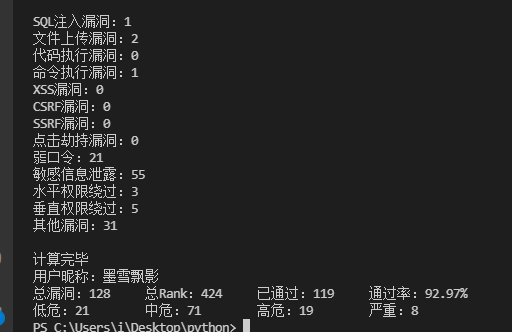 SQL注入漏洞：1
文件上传漏洞：2
代码执行漏洞：0
命令执行漏洞：1
XSS漏洞：0
CSRF漏洞：0
SSRF漏洞：0
点击劫持漏洞：0
弱口令：21
敏感信息泄露：55
水平权限绕过：3
垂直权限绕过：5
其他漏洞：31
计算完毕
用户昵称：墨雪飘影
总漏洞：128 总Rank：424 已通过：119 通过率：92.97%
低危：21 中危：71 高危：19 严重：8
PS C:\Users\i\Desktop\python>